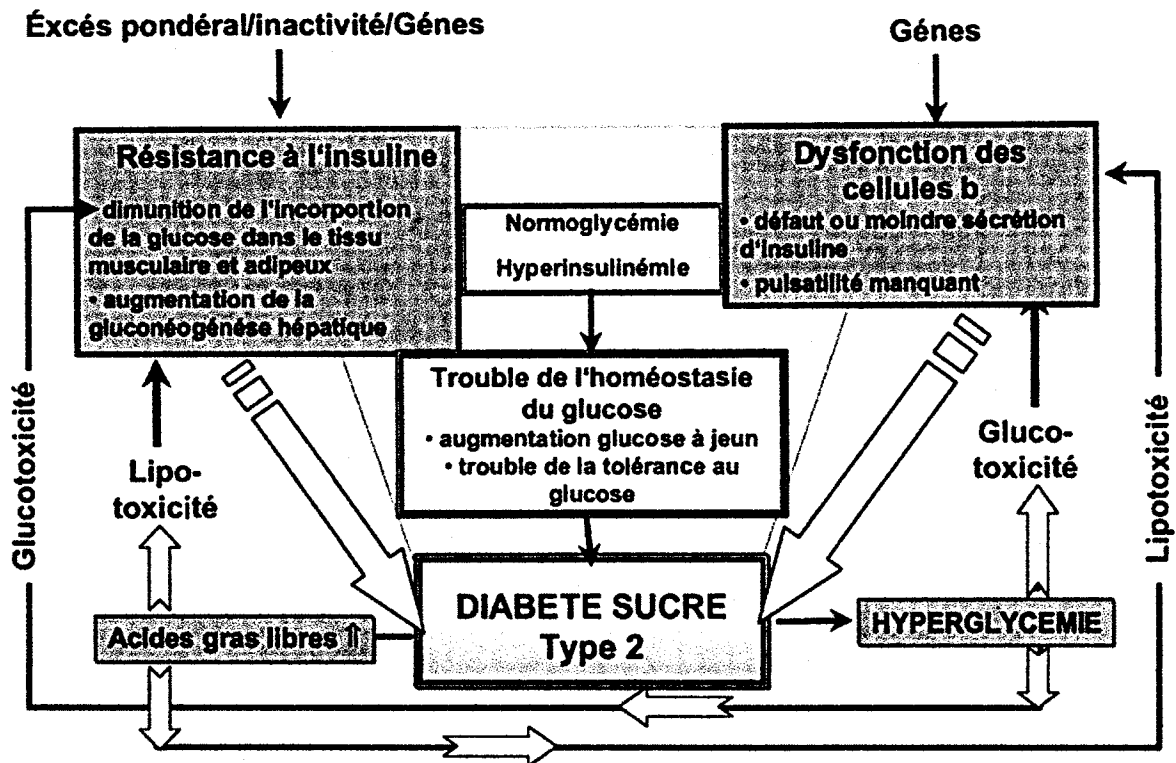 Éxcés pondéral/inactivité/Génes
Génes
Résistance à l'insuline
• dimunition de l'incorportion
de la glucose dans le tissu
musculaire et adipeux
• augmentation de la
gluconéogénése hépatique
Normoglycémie
Hyperinsulinémie
Dysfonction des
cellules b
• défaut ou moindre sécrétion
d'insuline
• pulsatilité manquant
Trouble de l'homéostasie
du glucose
• augmentation glucose à jeun
• trouble de la tolérance au
glucose
Glucotoxicité
Lipo-
toxicité
Gluco-
toxicité
Lipotoxicité
Acides gras libres ⇑
DIABETE SUCRE
Type 2
HYPERGLYCEMIE